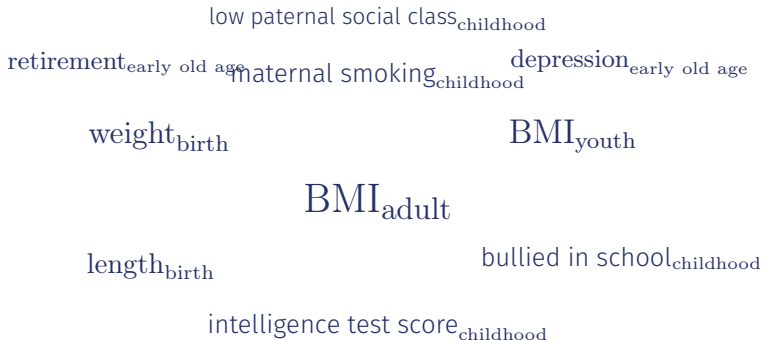 low paternal social class childhood
retirement early old age
maternal smoking childhood
depression early old age
weight birth
BMI youth
BMI adult
length birth
bullied in school childhood
intelligence test score childhood